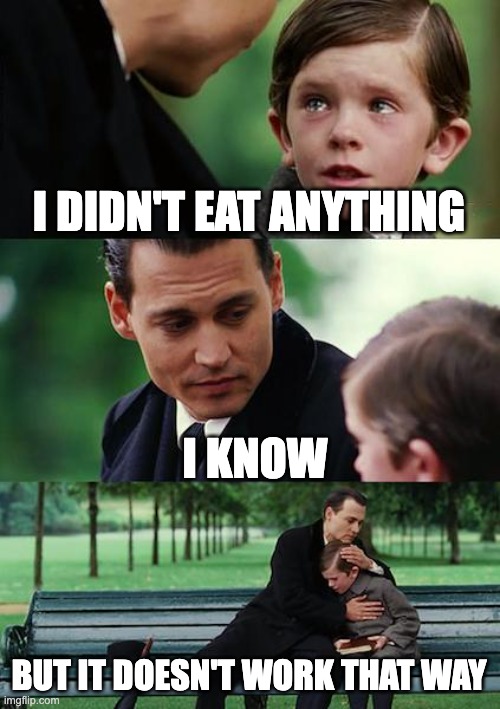 I DIDN'T EAT ANYTHING
I KNOW
BUT IT DOESN'T WORK THAT WAY
imgflip.com